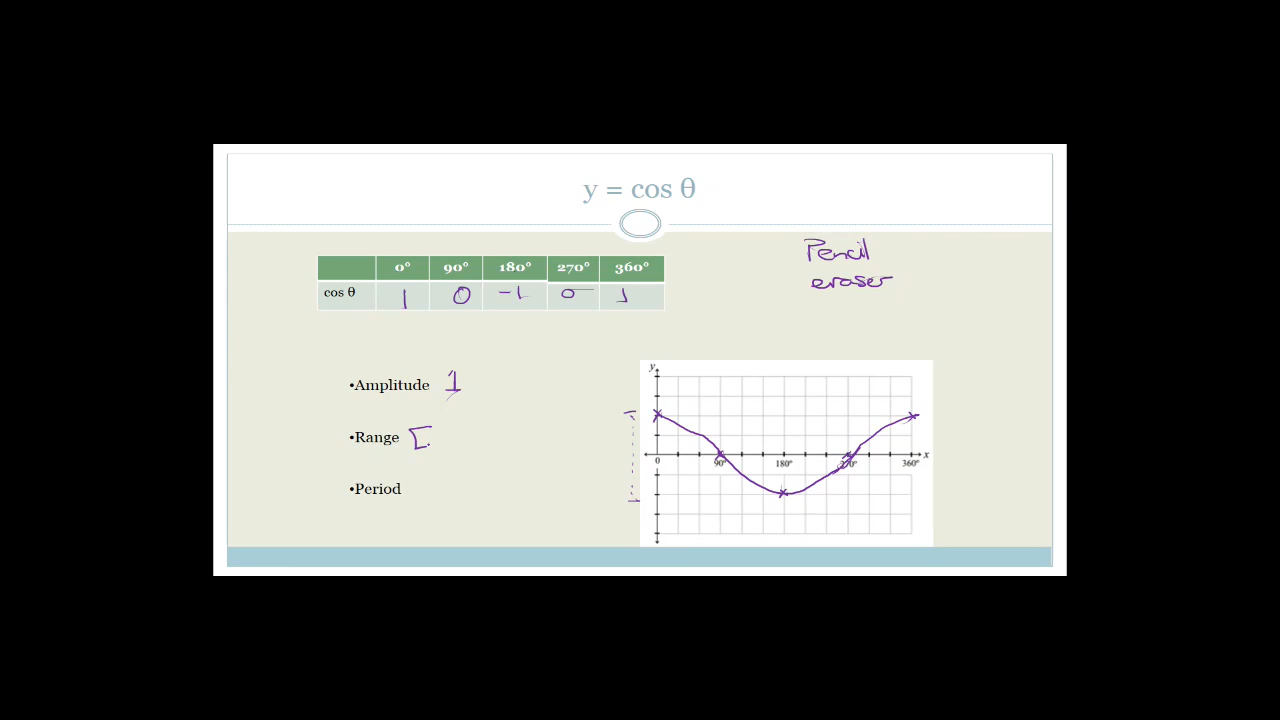 y = cos θ
Pencil
eraser
0° 90° 180° 270° 360°
cos θ 1 0 -1 0 1
•Amplitude 1
•Range [
•Period
y
0 90° 180° 270° 360° x